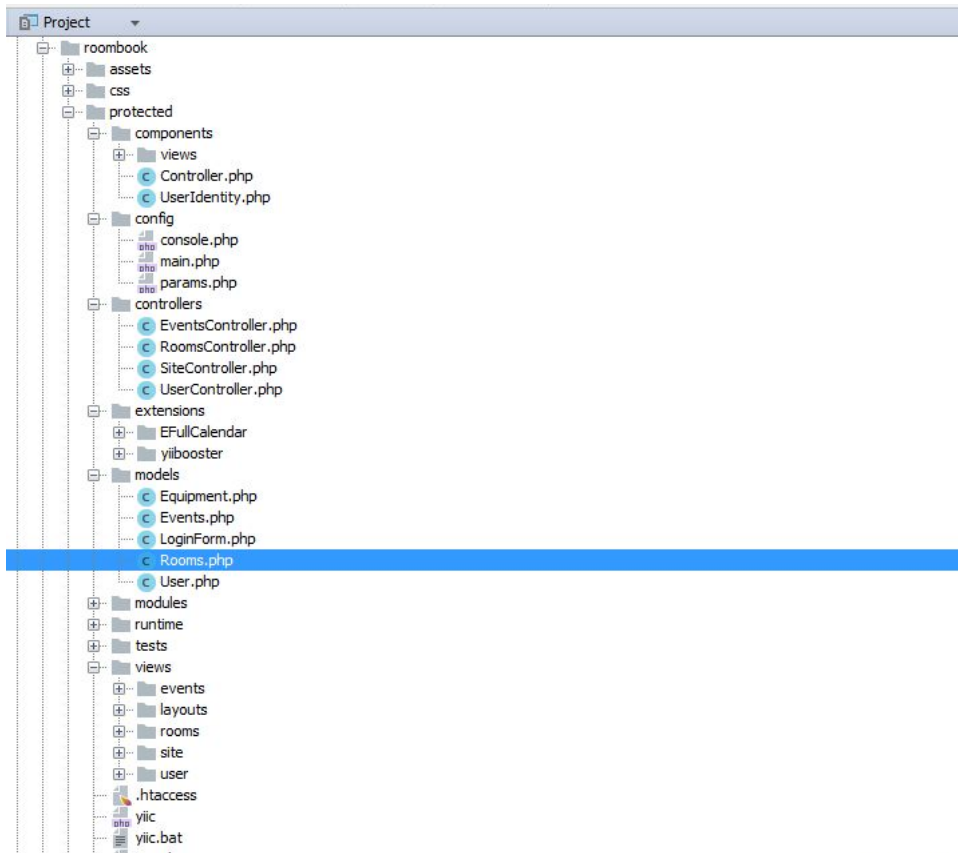 Project
roombook
assets
css
protected
components
views
Controller.php
UserIdentity.php
config
console.php
main.php
params.php
controllers
EventsController.php
RoomsController.php
SiteController.php
UserController.php
extensions
EFullCalendar
yiibooster
models
Equipment.php
Events.php
LoginForm.php
Rooms.php
User.php
modules
runtime
tests
views
events
layouts
rooms
site
user
.htaccess
yiic
yiic.bat